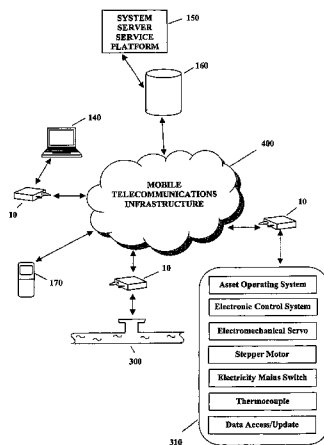 SYSTEM
SERVER
SERVICE
PLATFORM
150
160
140
400
10
MOBILE
TELECOMMUNICATIONS
INFRASTRUCTURE
10
170
10
300
Asset Operating System
Electronic Control System
Electromechanical Servo
Stepper Motor
Electricity Mains Switch
Thermocouple
Data Access/Update
310